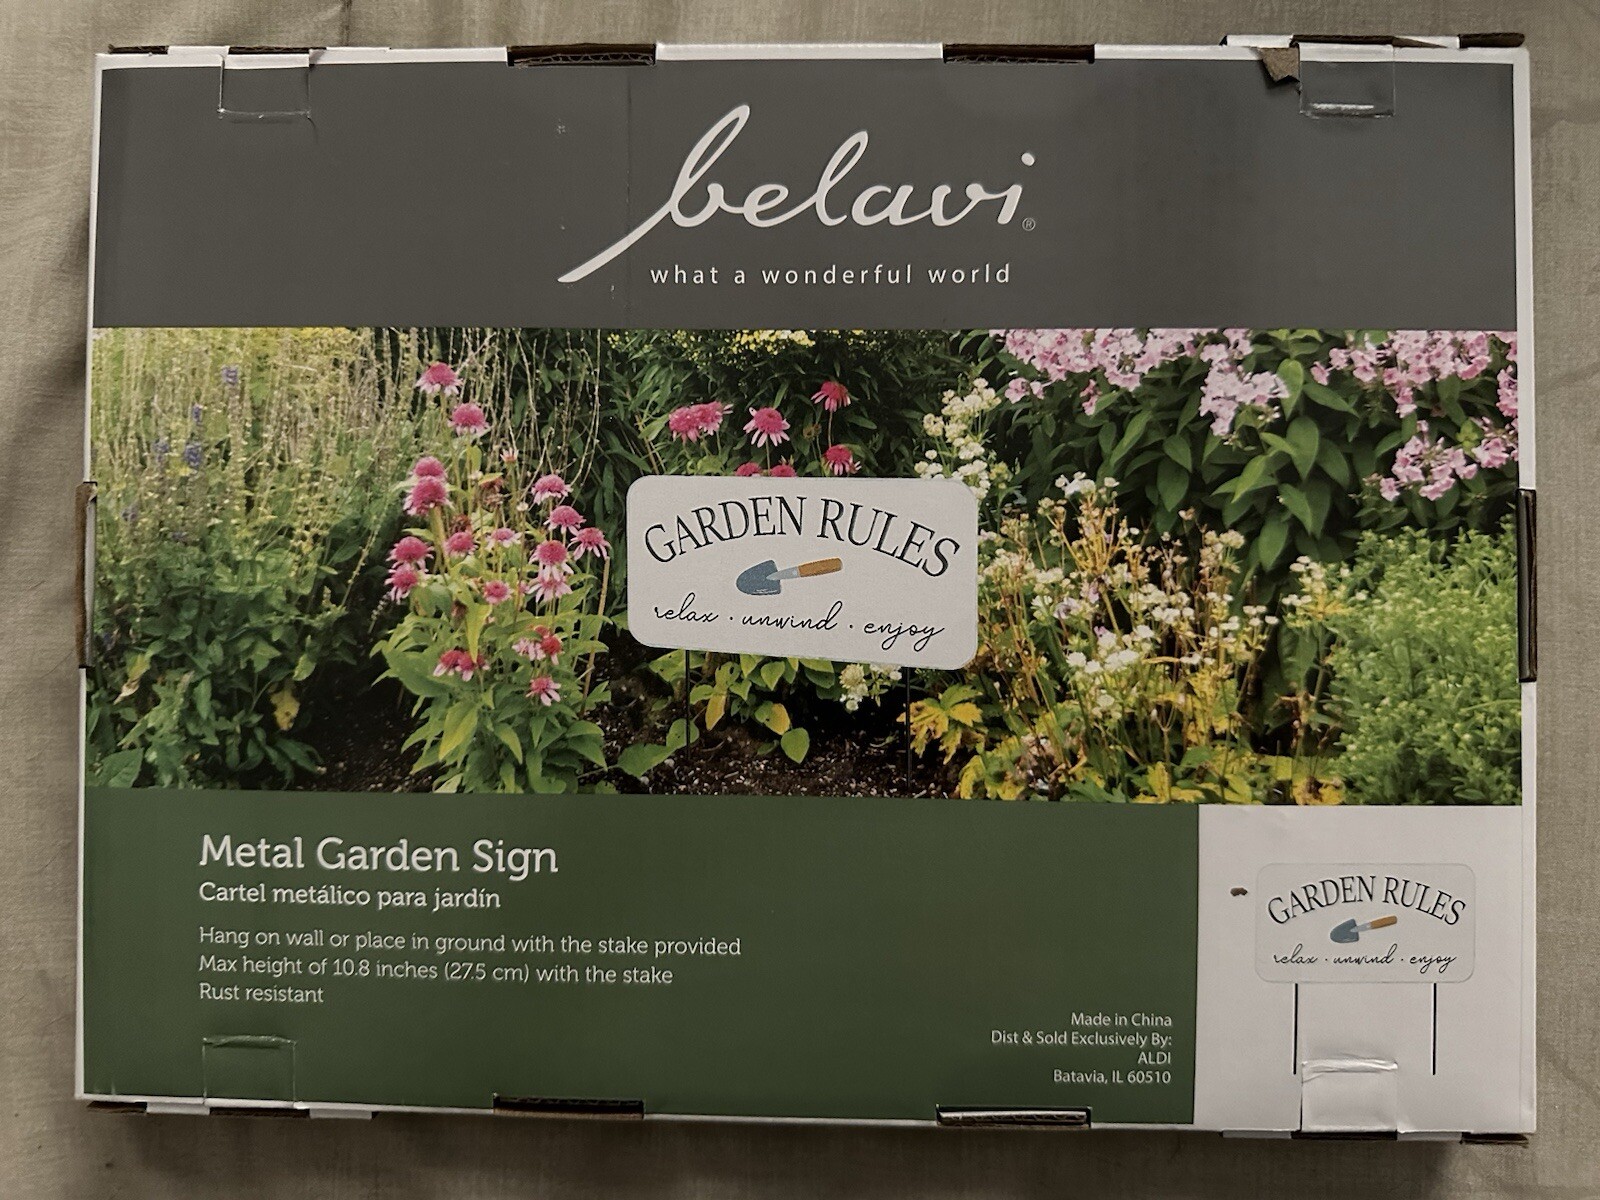 belavi®
what a wonderful world
GARDEN RULES
relax · unwind · enjoy
Metal Garden Sign
Cartel metálico para jardín
Hang on wall or place in ground with the stake provided
Max height of 10.8 inches (27.5 cm) with the stake
Rust resistant
Made in China
Dist & Sold Exclusively By:
ALDI
Batavia, IL 60510
GARDEN RULES
relax · unwind · enjoy